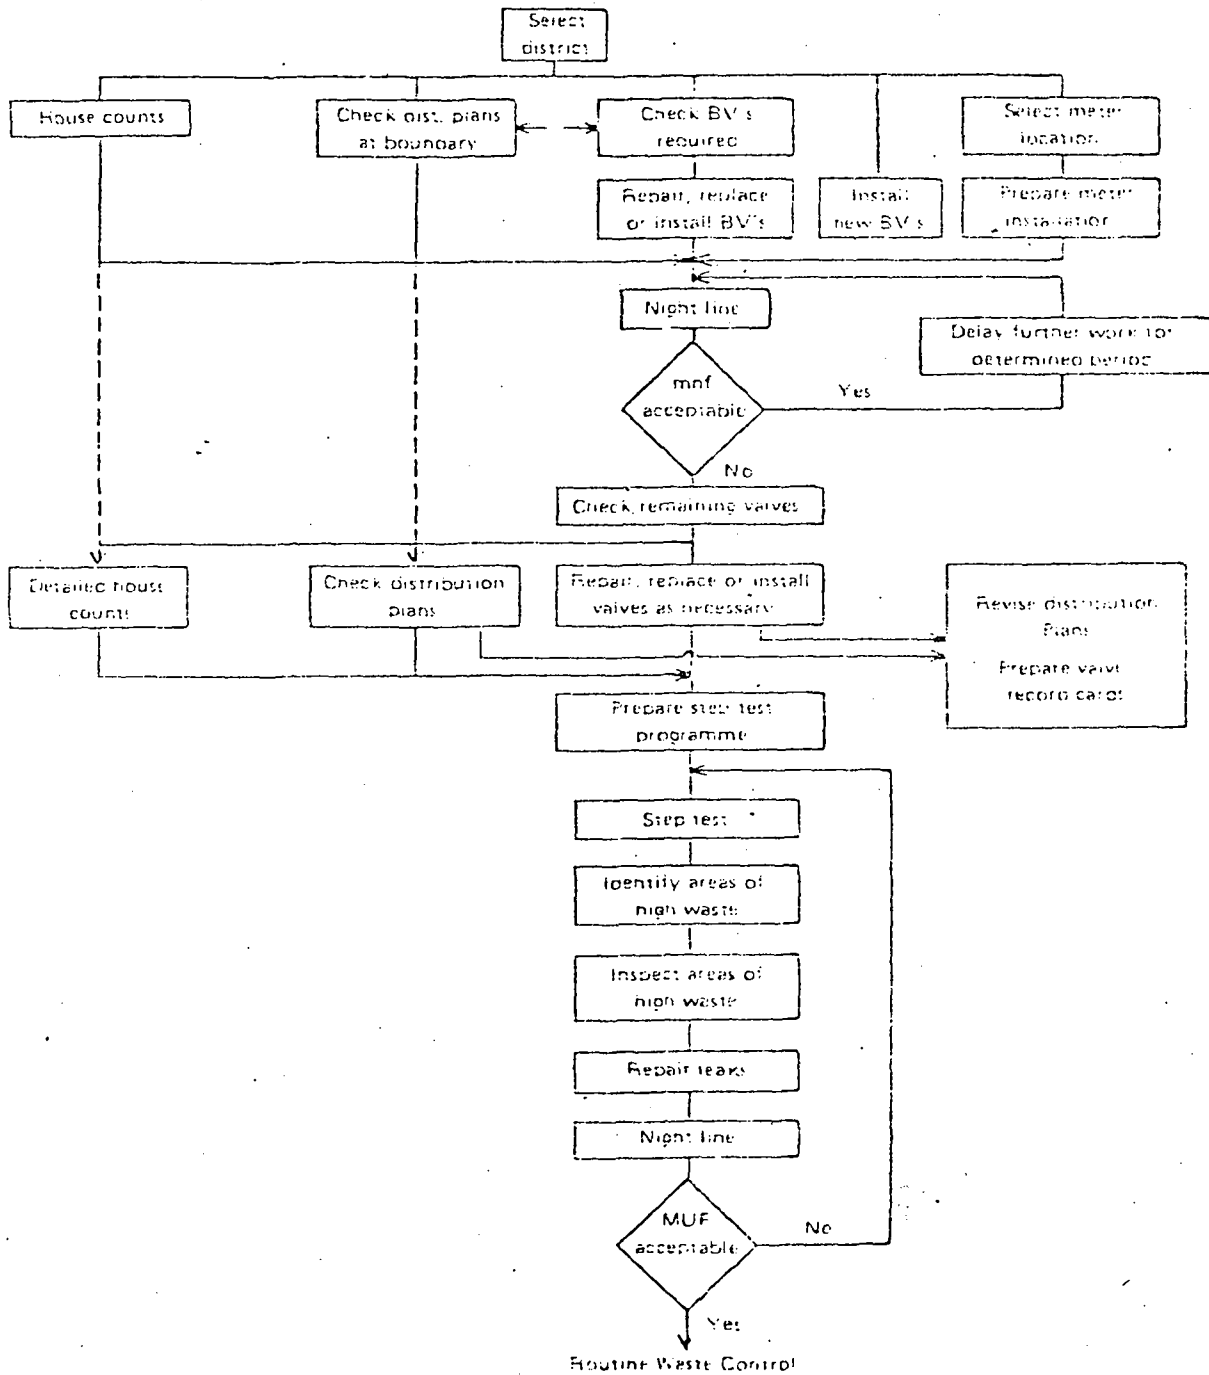 Select
district
House counts
Check dist. plans
at boundary
Check BV's
required
Select meter
location
Repair, replace
or install BV's
Install
new BV's
Prepare meter
installation
Night line
Delay further work for
determined period
mnf
acceptable
Yes
No
Check remaining valves
Detailed house
counts
Check distribution
plans
Repair, replace or install
valves as necessary
Revise distribution
Plans
Prepare valve
record cards
Prepare step test
programme
Step test
Identify areas of
high waste
Inspect areas of
high waste
Repair leaks
Night line
MUF
acceptable
No
Yes
Routine Waste Control